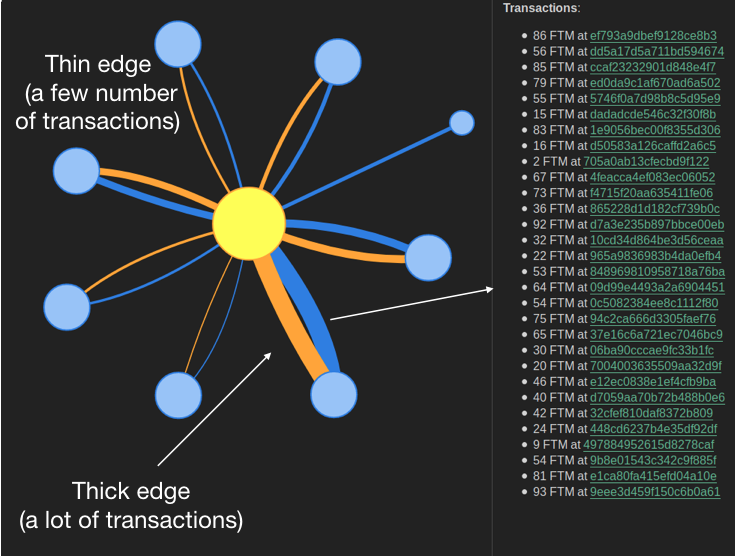 Thin edge
(a few number
of transactions)
Thick edge
(a lot of transactions)
Transactions:
86 FTM at ef793a9dbef9128ce8b3
56 FTM at dd5a17d5a711bd594674
85 FTM at ccaf23232901d848e4f7
79 FTM at ed0da9c1af670ad6a502
55 FTM at 5746f0a7d98b8c5d95e9
15 FTM at dadadcde546c32f30f8b
83 FTM at 1e9056bec00f8355d306
16 FTM at d50583a126caffd2a6c5
2 FTM at 705a0ab13cfecbd9f122
67 FTM at 4feacca4ef083ec06052
73 FTM at f4715f20aa635411fe06
36 FTM at 865228d1d182cf739b0c
92 FTM at d7a3e235b897bbce00eb
32 FTM at 10cd34d864be3d56ceaa
22 FTM at 965a9836983b4da0efb4
53 FTM at 848969810958718a76ba
64 FTM at 09d99e4493a2a6904451
54 FTM at 0c5082384ee8c1112f80
75 FTM at 94c2ca666d3305faef76
65 FTM at 37e16c6a721ec7046bc9
30 FTM at 06ba90cccae9fc33b1fc
20 FTM at 7004003635509aa32d9f
46 FTM at e12ec0838e1ef4cfb9ba
40 FTM at d7059aa70b72b488b0e6
42 FTM at 32cfef810daf8372b809
24 FTM at 448cd6237b4e35df92df
9 FTM at 497884952615d8278caf
54 FTM at 9b8e01543c342c9f885f
81 FTM at e1ca80fa415efd04a10e
93 FTM at 9eee3d459f150c6b0a61